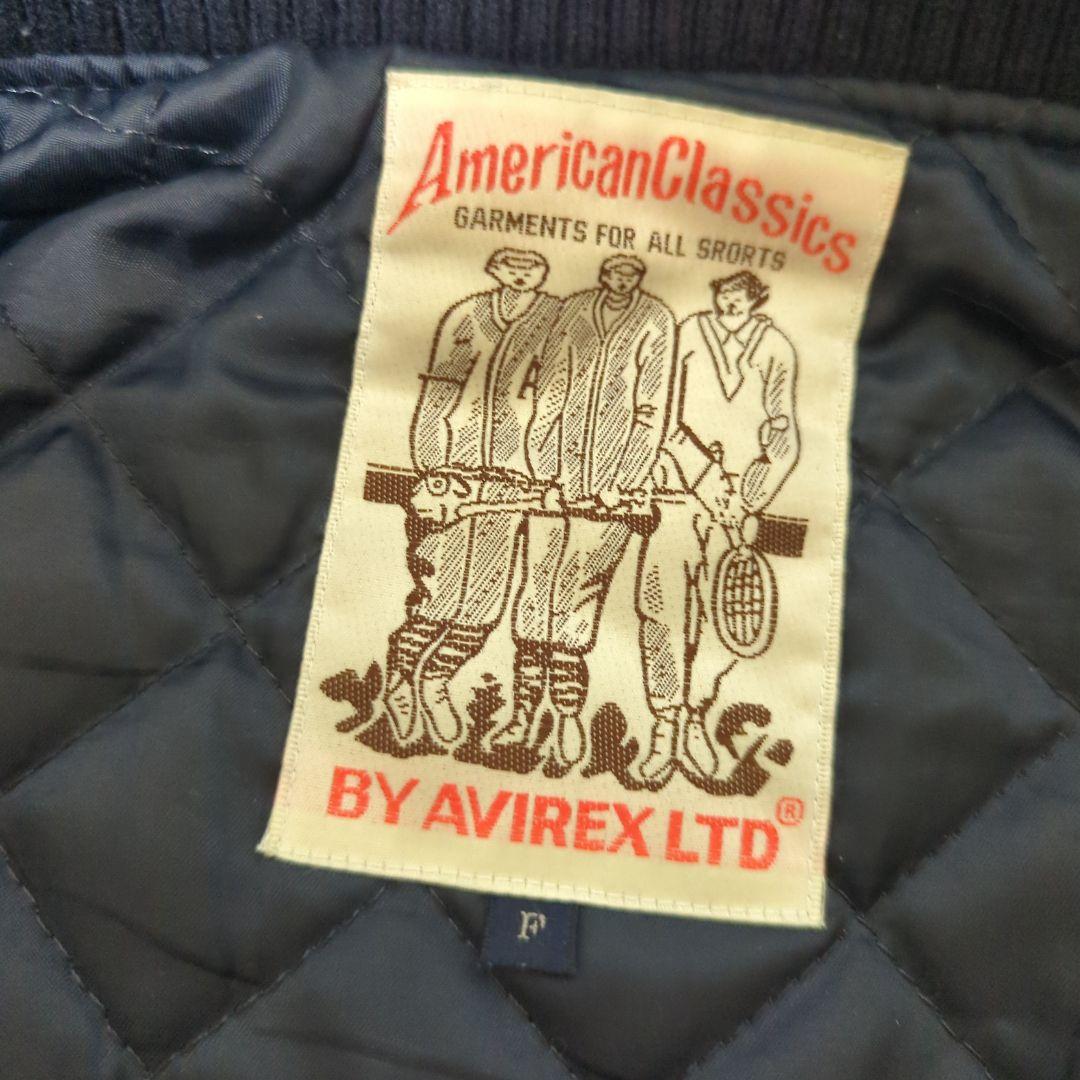 AmericanClassics
GARMENTS FOR ALL SRORTS
A
BY AVIREX LTD®
F